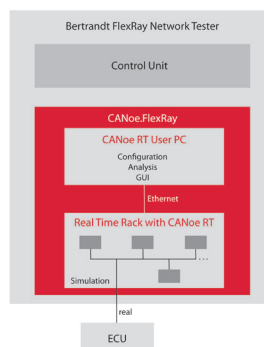 Bertrandt FlexRay Network Tester
Control Unit
CANoe.FlexRay
CANoe RT User PC
Configuration
Analysis
GUI
Ethernet
Real Time Rack with CANoe RT
...
Simulation
real
ECU